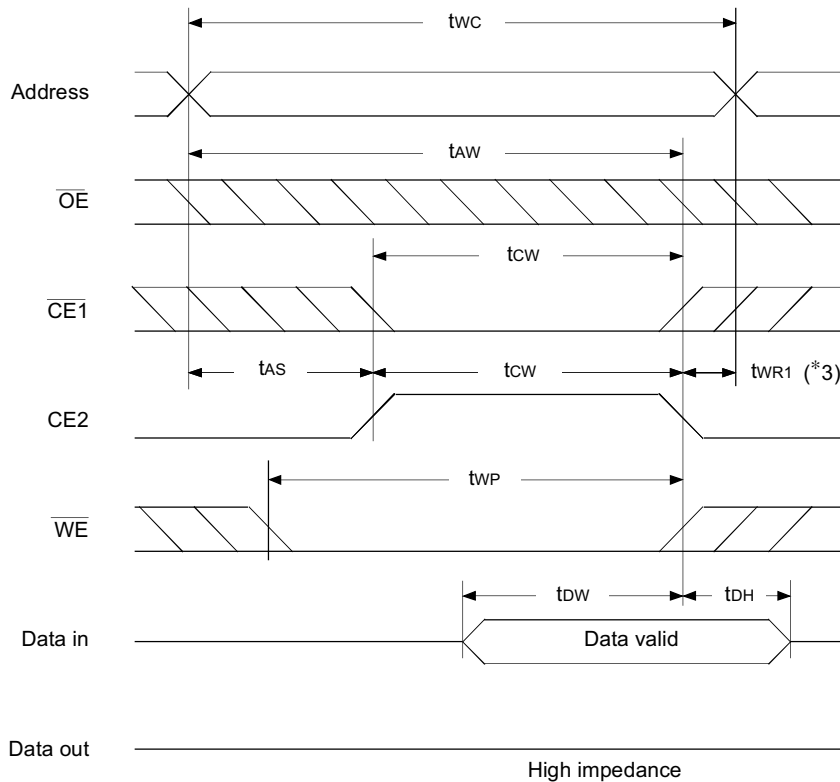 tWC
Address
tAW
OE
tCW
CE1
tAS tCW tWR1 (*3)
CE2
tWP
WE
tDW tDH
Data in Data valid
Data out
High impedance